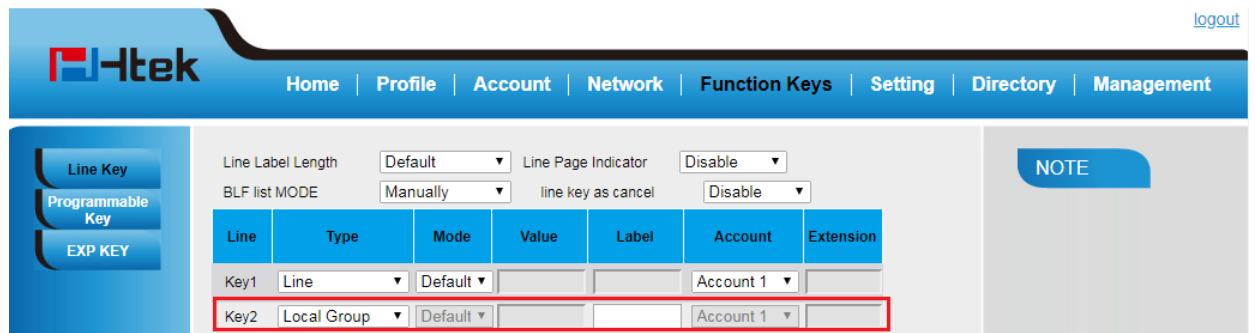 logout
Htek
Home | Profile | Account | Network | Function Keys | Setting | Directory | Management
Line Key
Programmable
Key
EXP KEY
Line Label Length Default Line Page Indicator Disable
BLF list MODE Manually line key as cancel Disable
Line Type Mode Value Label Account Extension
Key1 Line Default Account 1
Key2 Local Group Default Account 1
NOTE